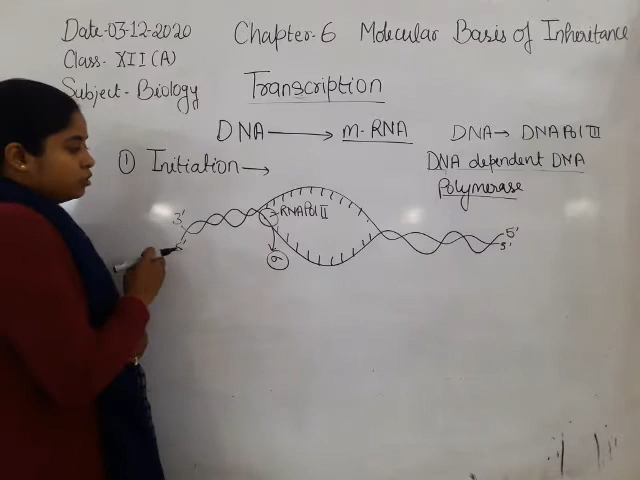 Date-03-12-2020
Chapter-6 Molecular Basis of Inheritance
Class- XII(A)
Subject- Biology
Transcription
DNA → m-RNA
DNA→ DNA Pol III
DNA dependent DNA
Polymerase
① Initiation →
3'
RNA Pol II
σ
5'
3'